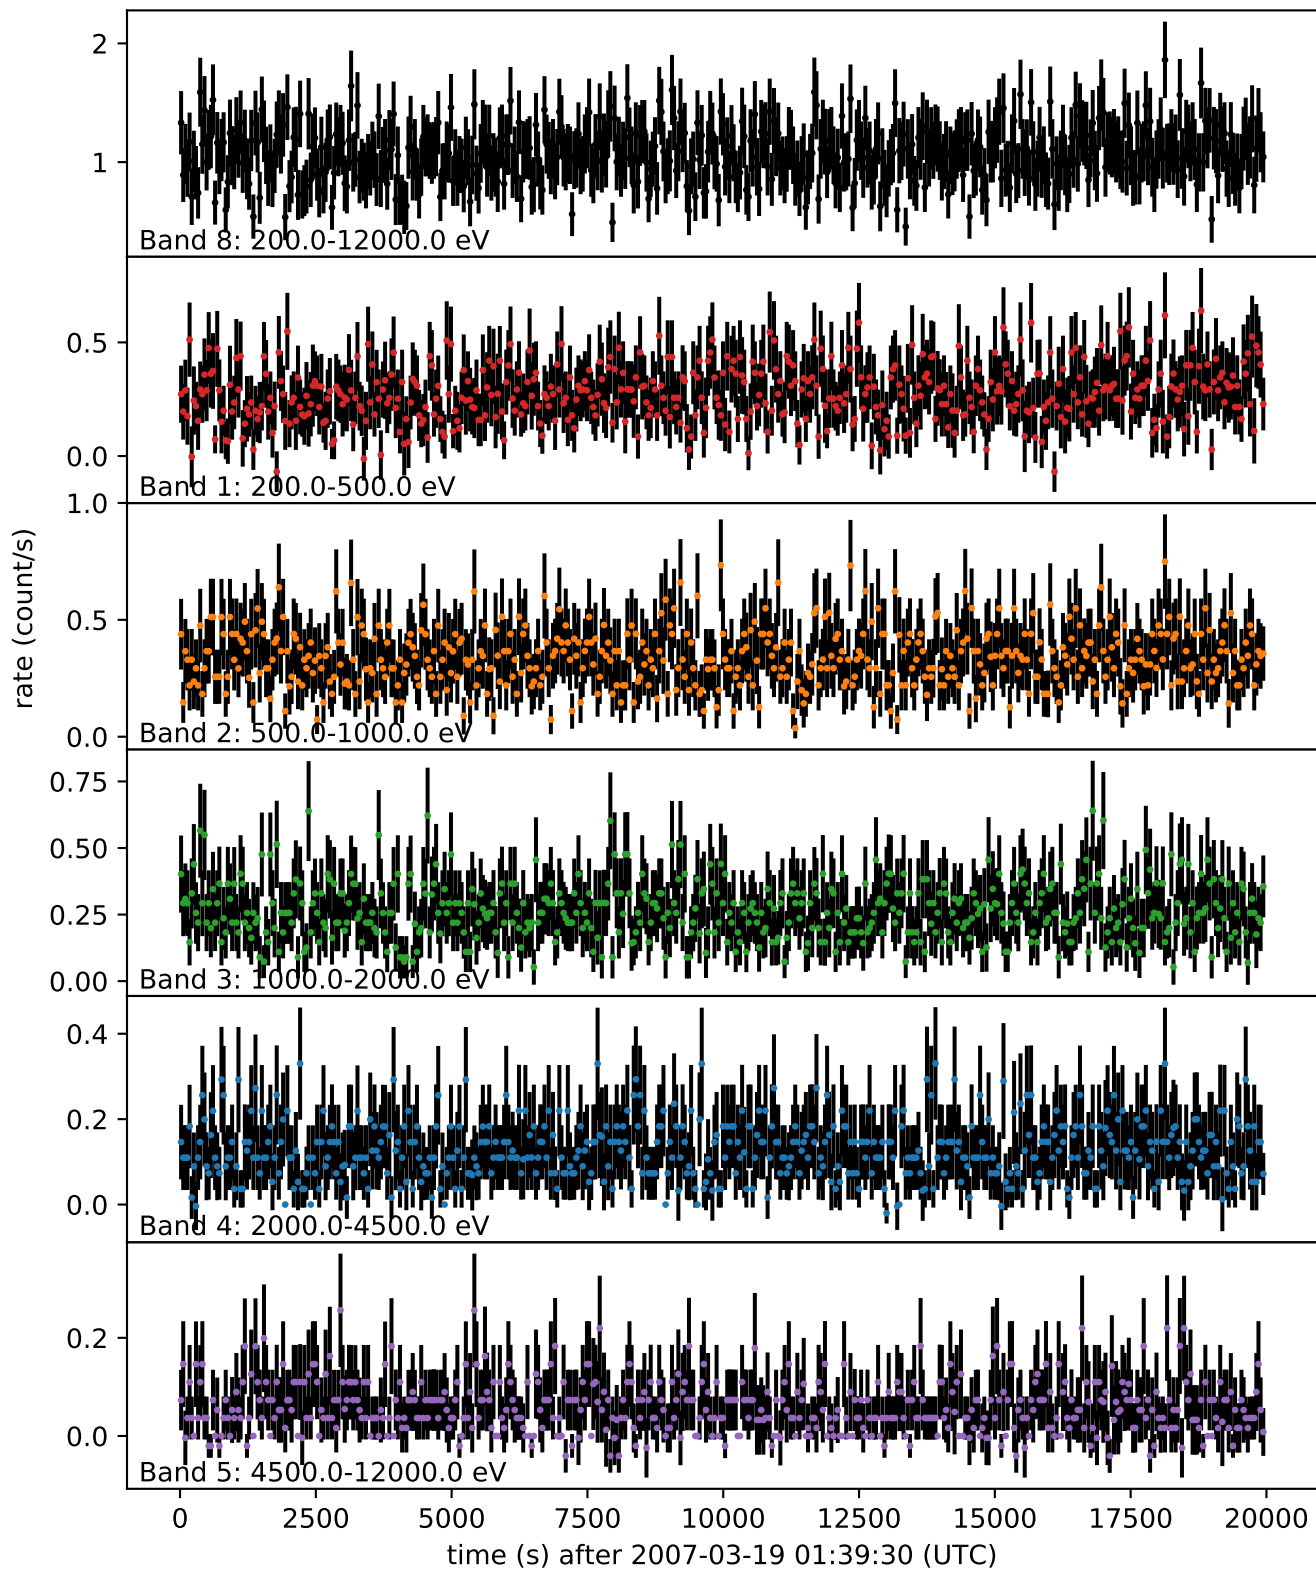 2
1
Band 8: 200.0-12000.0 eV
0.5
0.0
Band 1: 200.0-500.0 eV
1.0
0.5
0.0
Band 2: 500.0-1000.0 eV
rate (count/s)
0.75
0.50
0.25
0.00
Band 3: 1000.0-2000.0 eV
0.4
0.2
0.0
Band 4: 2000.0-4500.0 eV
0.2
0.0
Band 5: 4500.0-12000.0 eV
0 2500 5000 7500 10000 12500 15000 17500 20000
time (s) after 2007-03-19 01:39:30 (UTC)